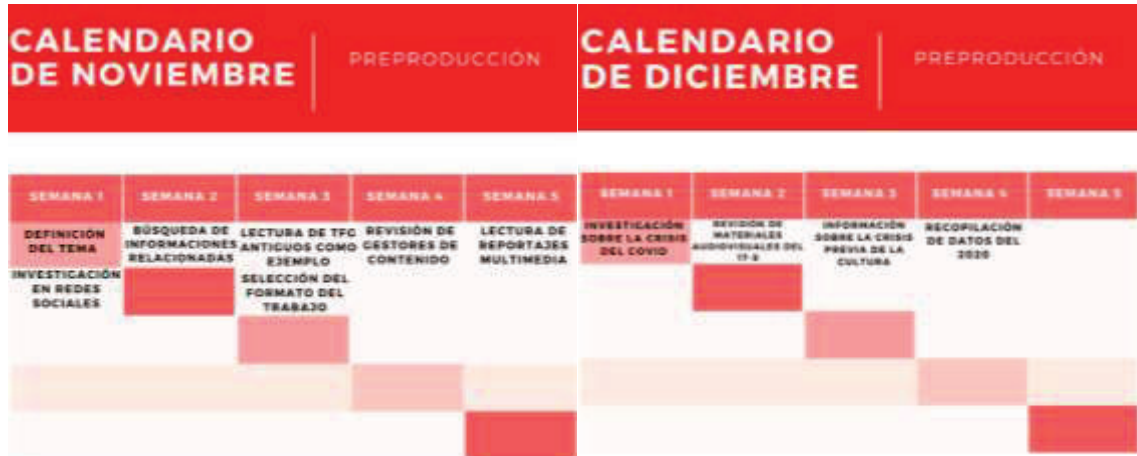 CALENDARIO
DE NOVIEMBRE
PREPRODUCCIÓN
SEMANA 1
SEMANA 2
SEMANA 3
SEMANA 4
SEMANA 5
DEFINICIÓN
DEL TEMA
BÚSQUEDA DE
INFORMACIONES
RELACIONADAS
LECTURA DE TFG
ANTIGUOS COMO
EJEMPLO
REVISIÓN DE
GESTORES DE
CONTENIDO
LECTURA DE
REPORTAJES
MULTIMEDIA
INVESTIGACIÓN
EN REDES
SOCIALES
SELECCIÓN DEL
FORMATO DEL
TRABAJO
CALENDARIO
DE DICIEMBRE
PREPRODUCCIÓN
SEMANA 1
SEMANA 2
SEMANA 3
SEMANA 4
SEMANA 5
INVESTIGACIÓN
SOBRE LA CRISIS
DEL COVID
REVISIÓN DE
MATERIALES
AUDIOVISUALES DEL
INFORMACIÓN
SOBRE LA CRISIS
PREVIA DE LA
CULTURA
RECOPILACIÓN
DE DATOS DEL
2020